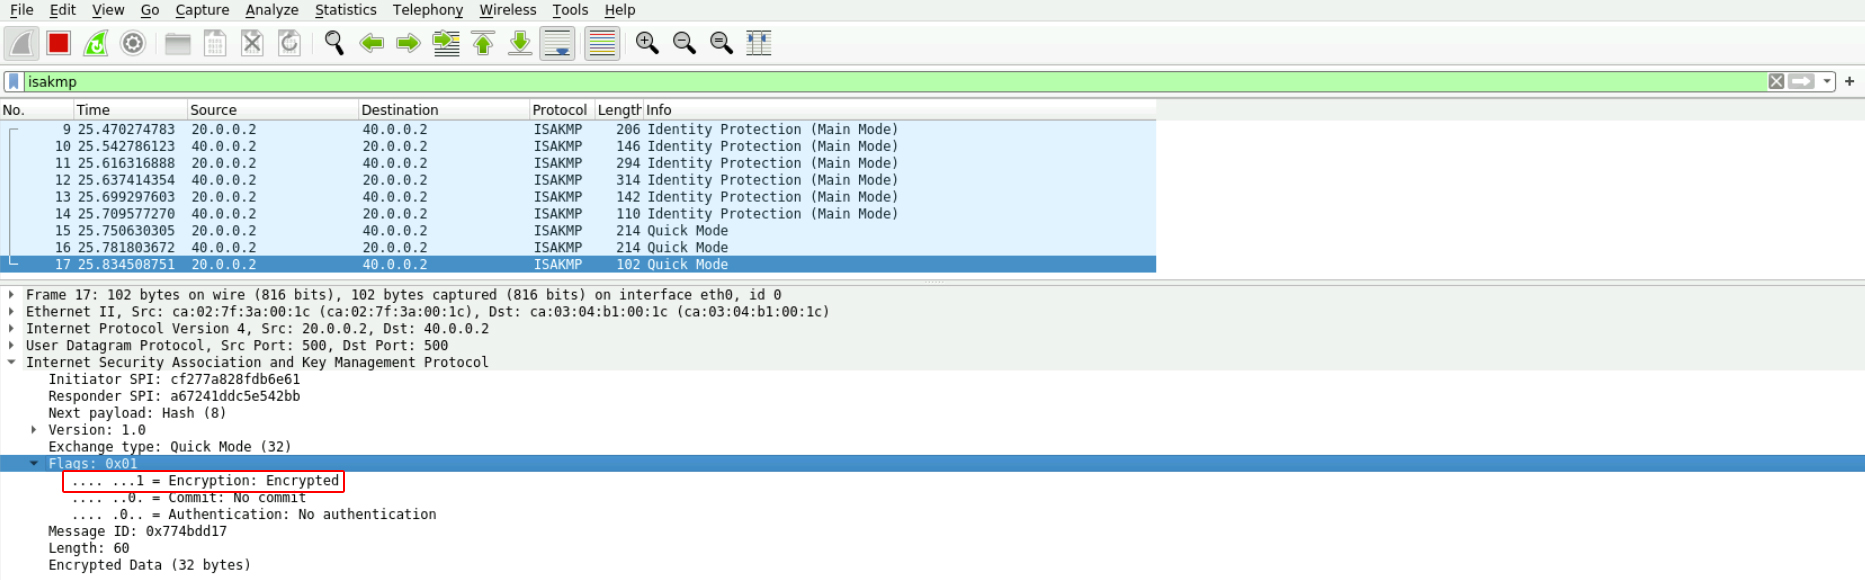 File Edit View Go Capture Analyze Statistics Telephony Wireless Tools Help
isakmp
No. Time Source Destination Protocol Length Info
9 25.470274783 20.0.0.2 40.0.0.2 ISAKMP 206 Identity Protection (Main Mode)
10 25.542786123 40.0.0.2 20.0.0.2 ISAKMP 146 Identity Protection (Main Mode)
11 25.616316888 20.0.0.2 40.0.0.2 ISAKMP 294 Identity Protection (Main Mode)
12 25.637414354 40.0.0.2 20.0.0.2 ISAKMP 314 Identity Protection (Main Mode)
13 25.699297603 20.0.0.2 40.0.0.2 ISAKMP 142 Identity Protection (Main Mode)
14 25.709577270 40.0.0.2 20.0.0.2 ISAKMP 110 Identity Protection (Main Mode)
15 25.750630305 20.0.0.2 40.0.0.2 ISAKMP 214 Quick Mode
16 25.781803672 40.0.0.2 20.0.0.2 ISAKMP 214 Quick Mode
17 25.834508751 20.0.0.2 40.0.0.2 ISAKMP 102 Quick Mode
Frame 17: 102 bytes on wire (816 bits), 102 bytes captured (816 bits) on interface eth0, id 0
Ethernet II, Src: ca:02:7f:3a:00:1c (ca:02:7f:3a:00:1c), Dst: ca:03:04:b1:00:1c (ca:03:04:b1:00:1c)
Internet Protocol Version 4, Src: 20.0.0.2, Dst: 40.0.0.2
User Datagram Protocol, Src Port: 500, Dst Port: 500
Internet Security Association and Key Management Protocol
Initiator SPI: cf277a828fdb6e61
Responder SPI: a67241ddc5e542bb
Next payload: Hash (8)
Version: 1.0
Exchange type: Quick Mode (32)
Flags: 0x01
.... ...1 = Encryption: Encrypted
.... ..0. = Commit: No commit
.... .0.. = Authentication: No authentication
Message ID: 0x774bdd17
Length: 60
Encrypted Data (32 bytes)